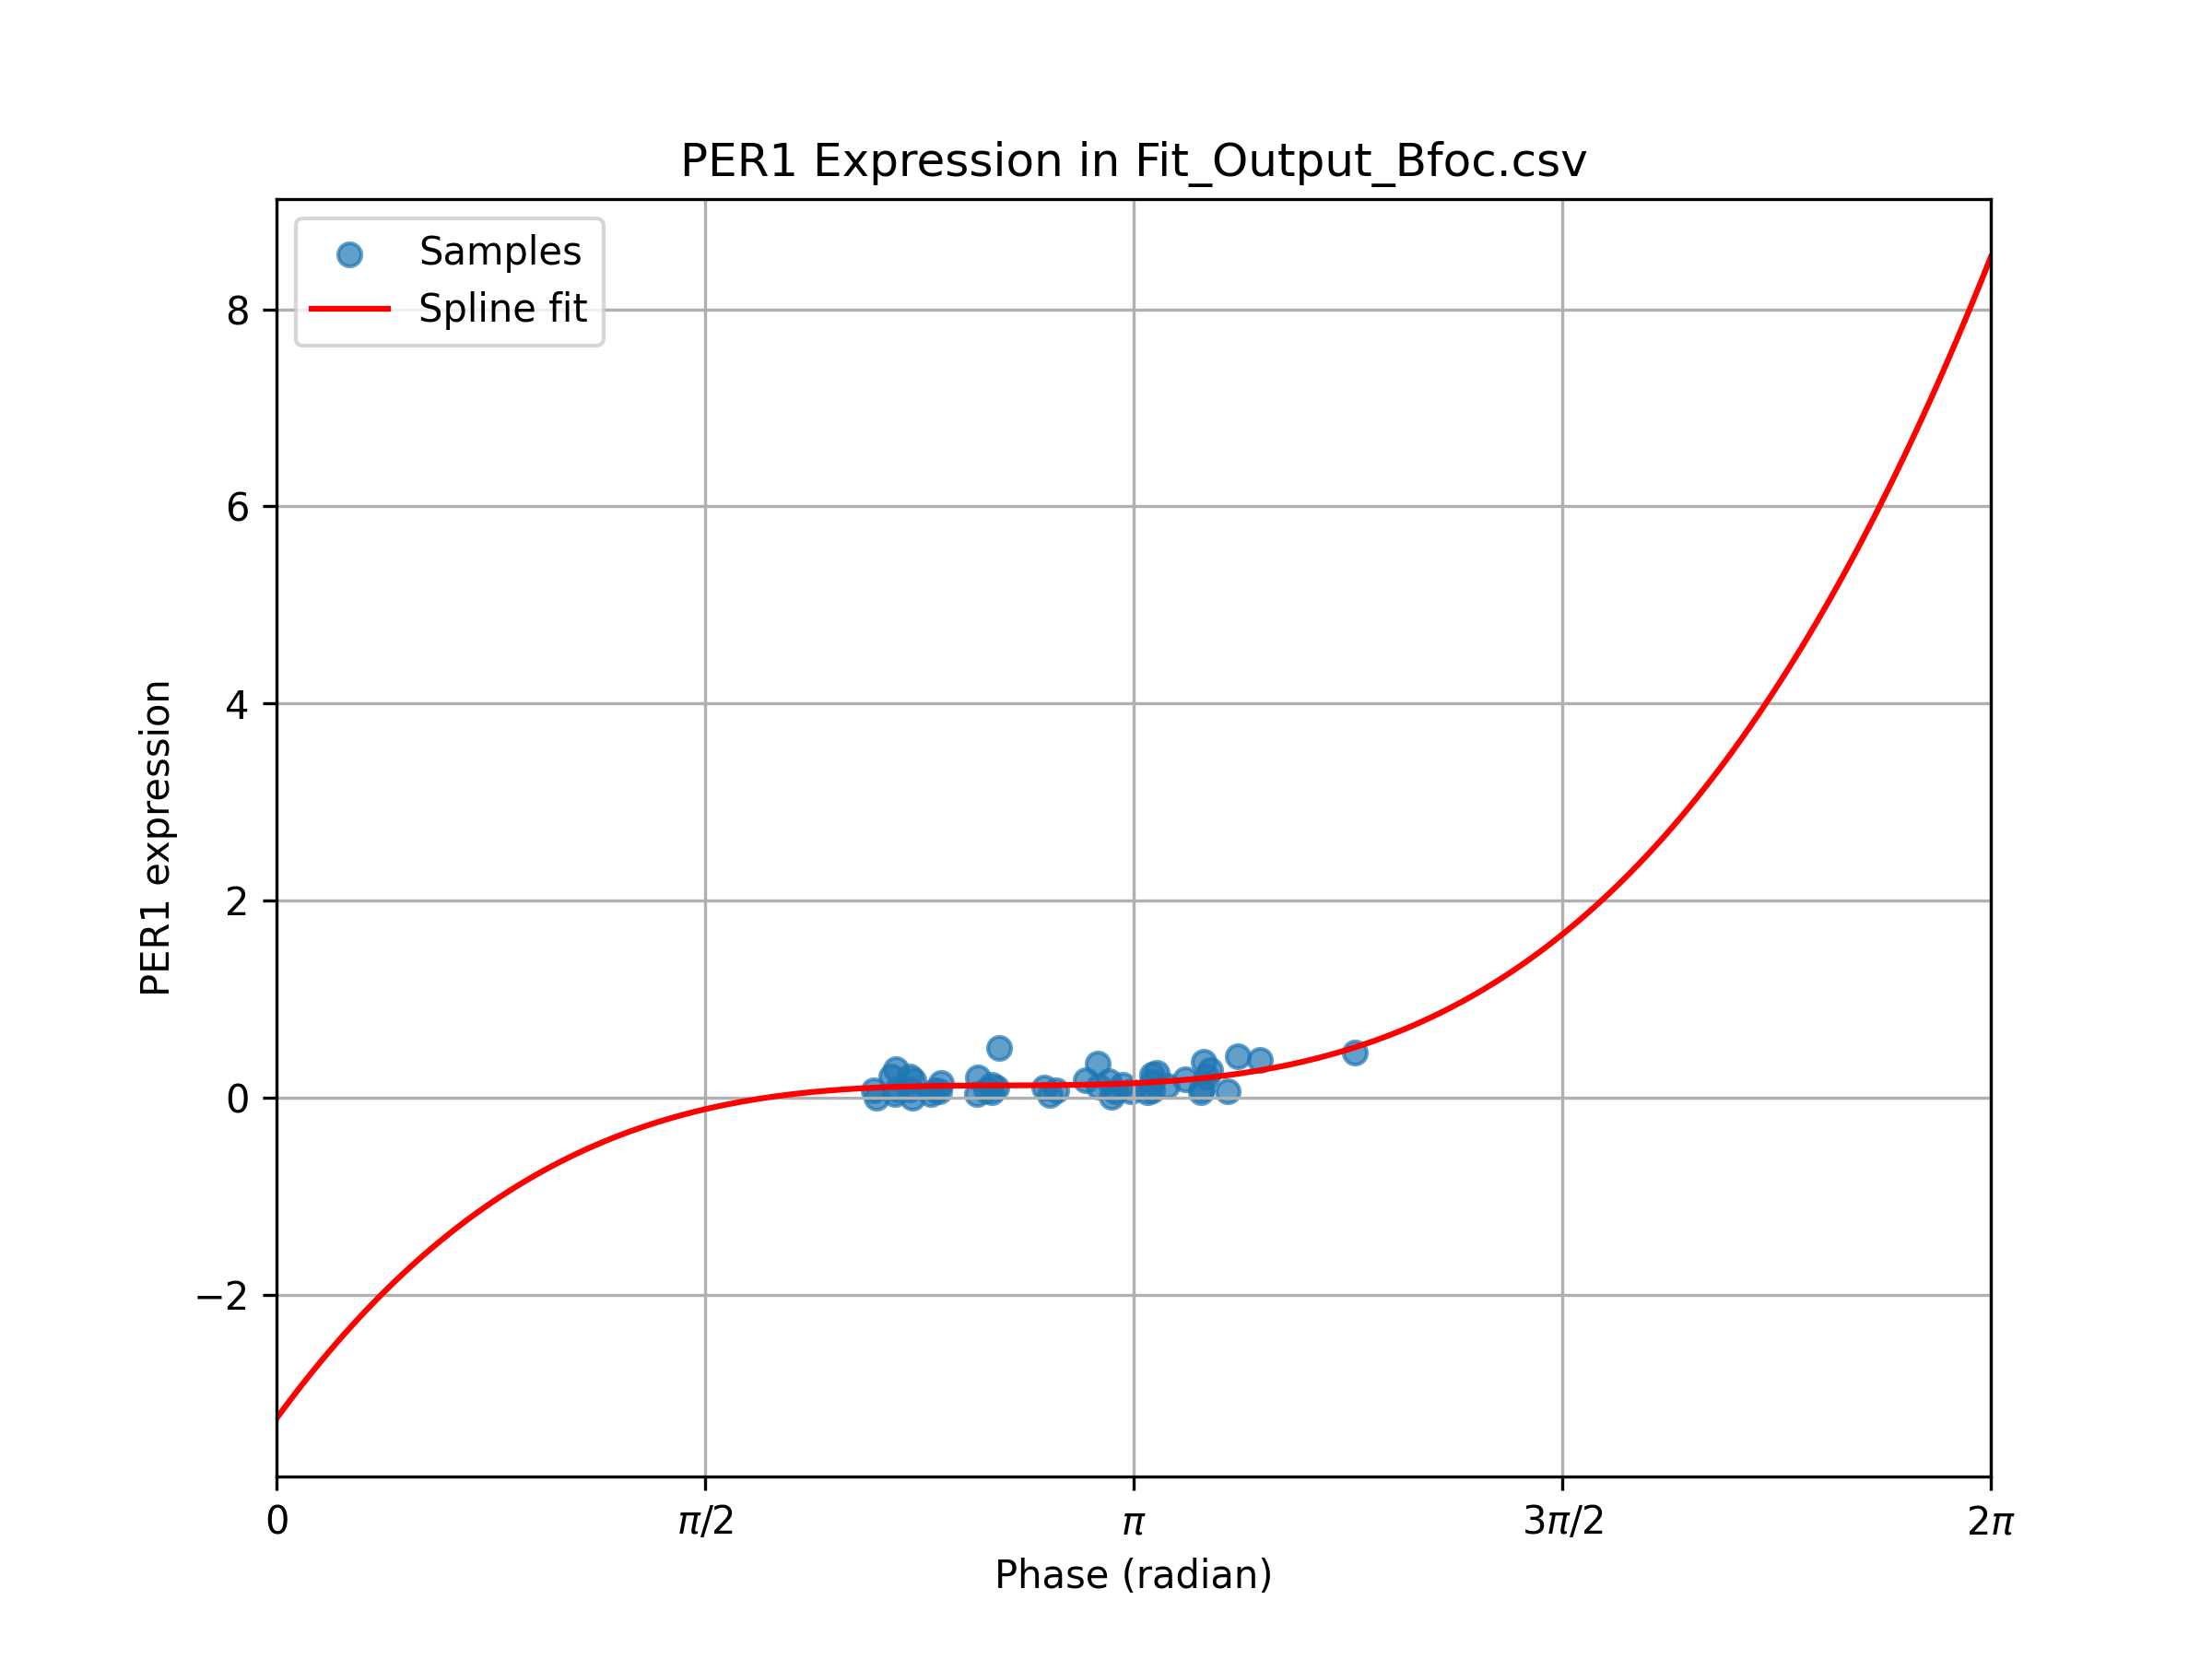 PER1 Expression in Fit_Output_Bfoc.csv
Samples
Spline fit
8
6
4
2
0
−2
PER1 expression
0 π/2 π 3π/2 2π
Phase (radian)